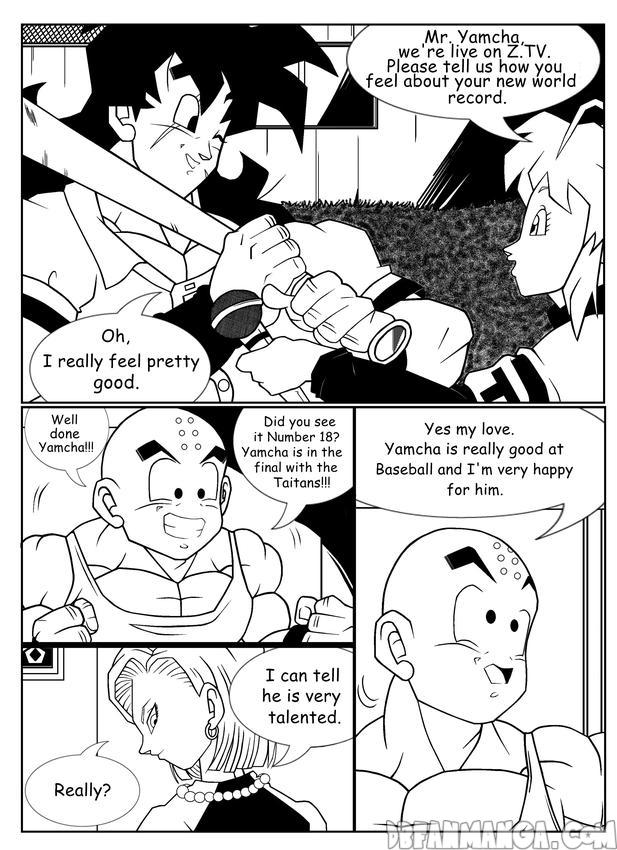 Mr. Yamcha,
we're live on Z.TV.
Please tell us how you
feel about your new world
record.
Oh,
I really feel pretty
good.
Well
done
Yamcha!!!
Did you see
it Number 18?
Yamcha is in the
final with the
Taitans!!!
Really?
I can tell
he is very
talented.
Yes my love.
Yamcha is really good at
Baseball and I'm very happy
for him.
DBFANMANGA.COM